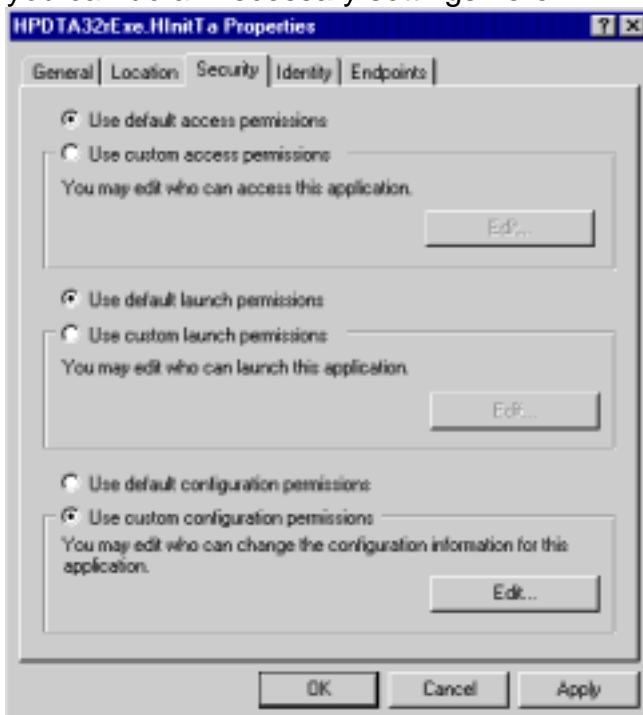 HPDTA32rExe.HInitTa Properties
General Location Security Identity Endpoints
Use default access permissions
Use custom access permissions
You may edit who can access this application.
Edit...
Use default launch permissions
Use custom launch permissions
You may edit who can launch this application.
Edit...
Use default configuration permissions
Use custom configuration permissions
You may edit who can change the configuration information for this
application.
Edit...
OK Cancel Apply